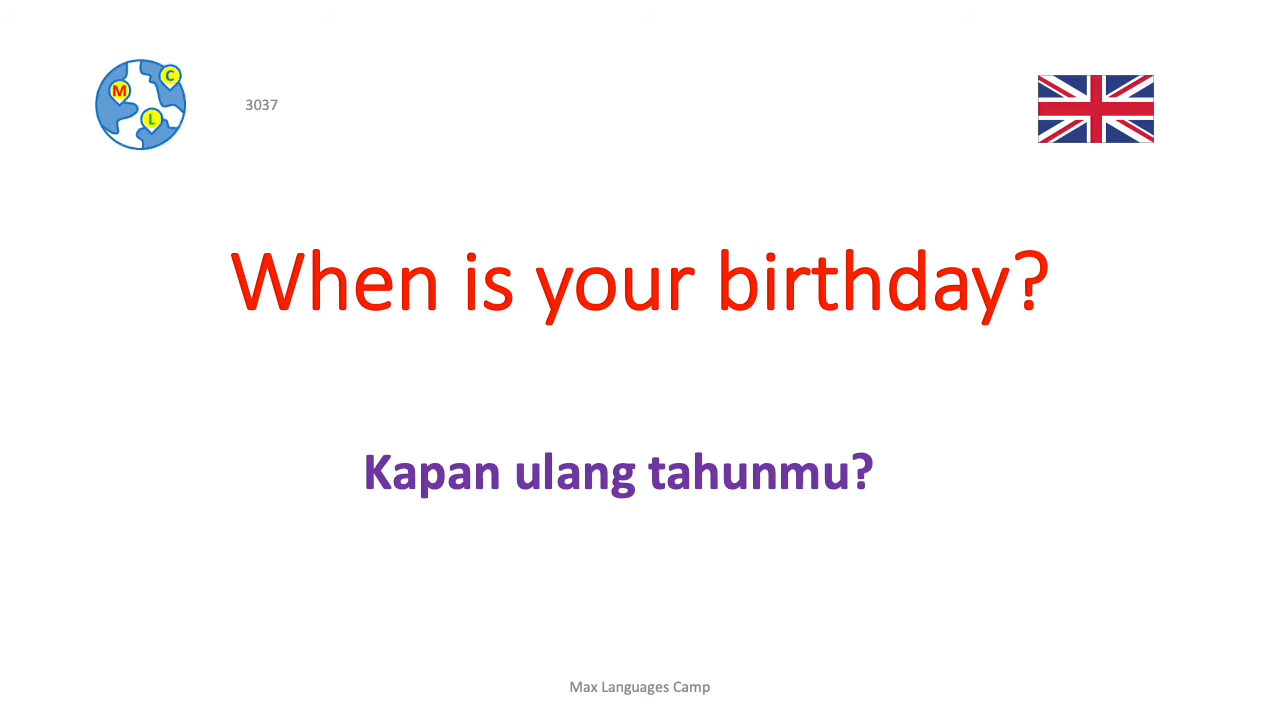 C
M
L
3037
When is your birthday?
Kapan ulang tahunmu?
Max Languages Camp